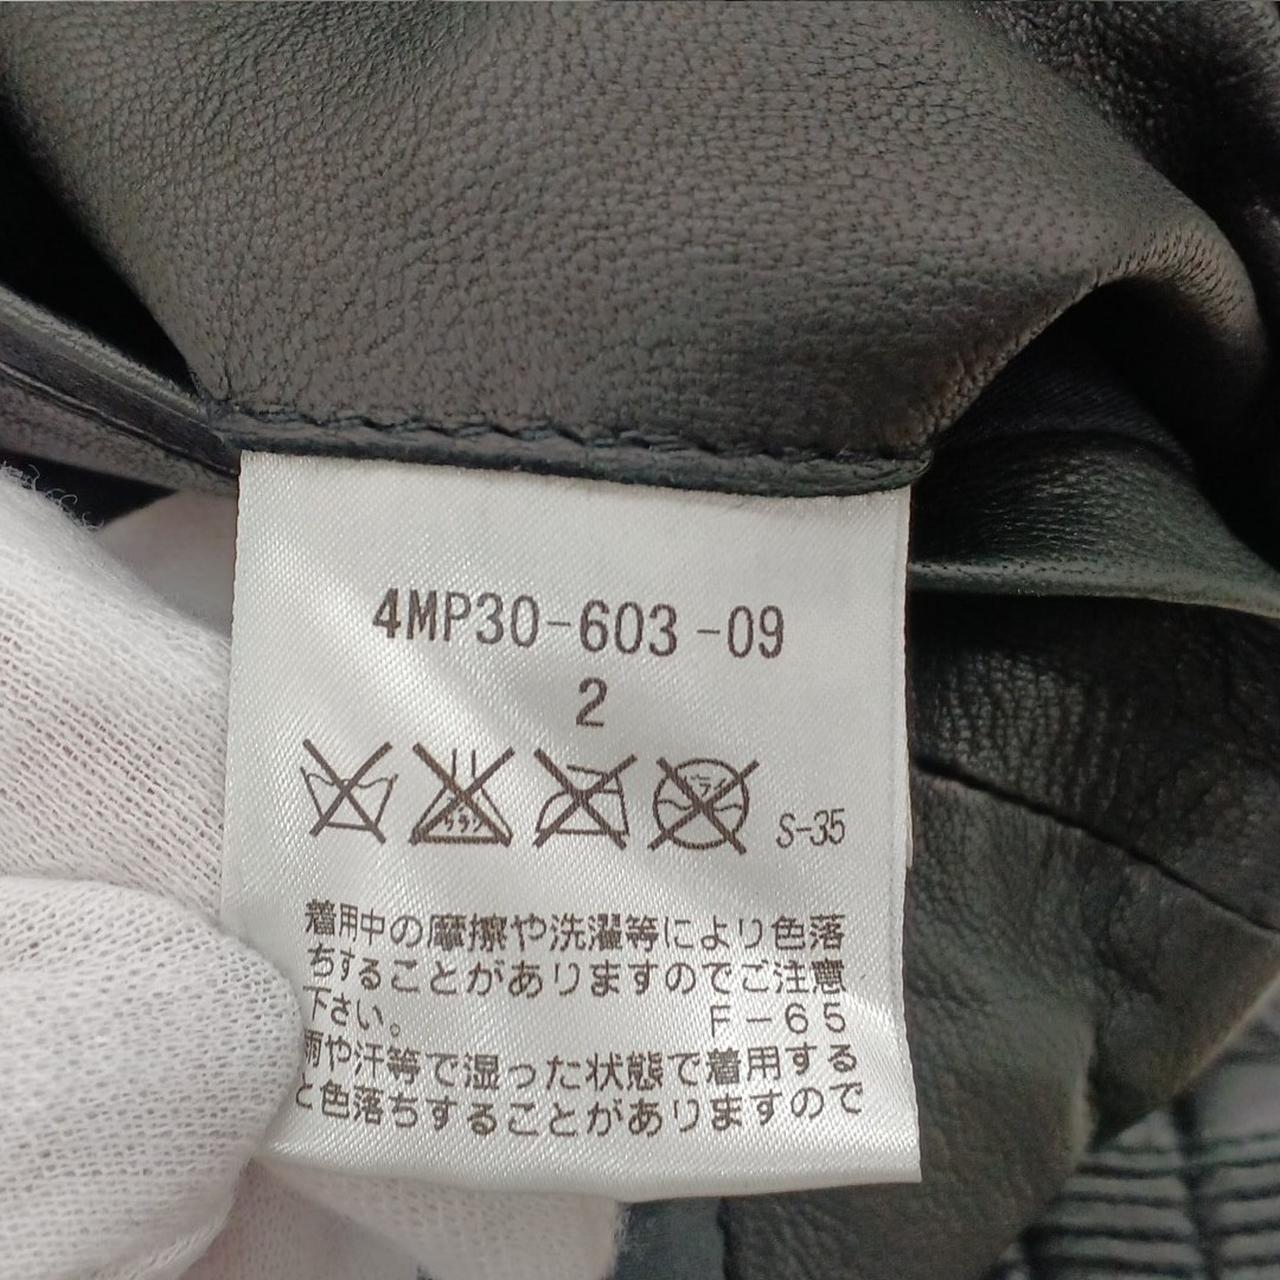 4MP30-603-09
2
S-35
着用中の摩擦や洗濯等により色落
ちすることがありますのでご注意
下さい。 F-65
雨や汗等で湿った状態で着用する
と色落ちすることがありますので